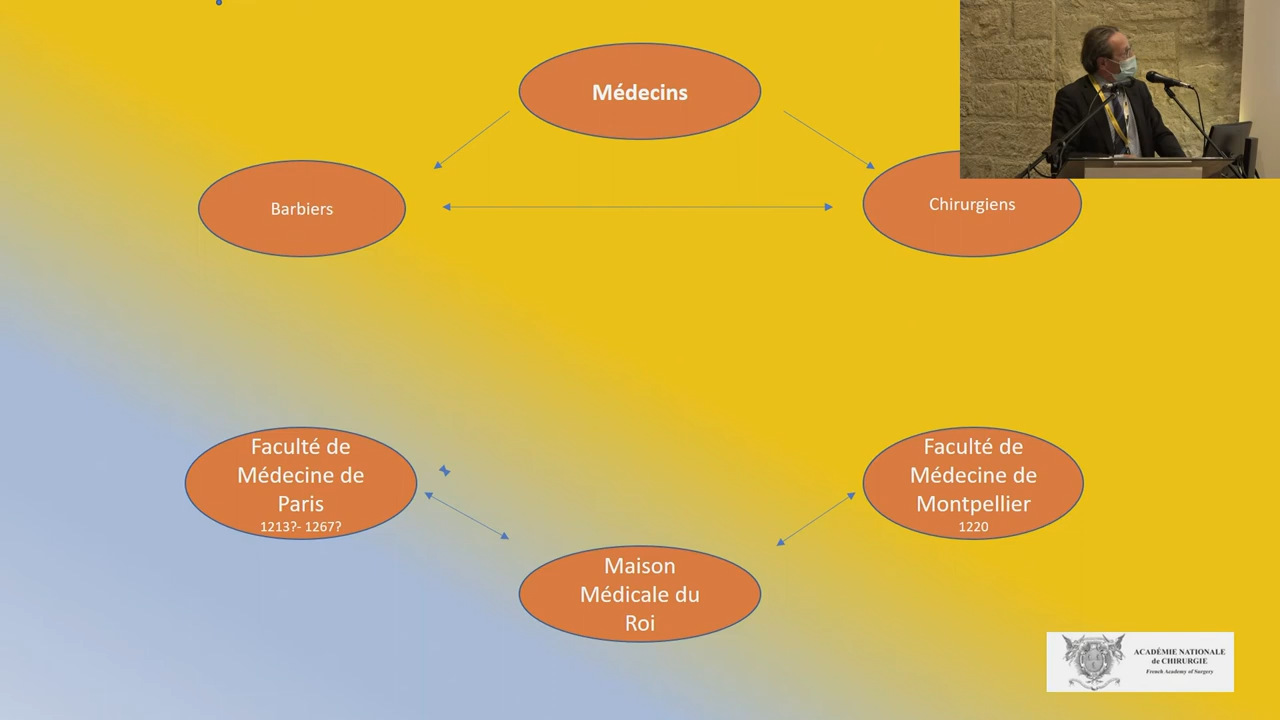 Médecins
Barbiers
Chirurgiens
Faculté de
Médecine de
Paris
1213?- 1267?
Faculté de
Médecine de
Montpellier
1220
Maison
Médicale du
Roi
ACADÉMIE NATIONALE
de CHIRURGIE
French Academy of Surgery